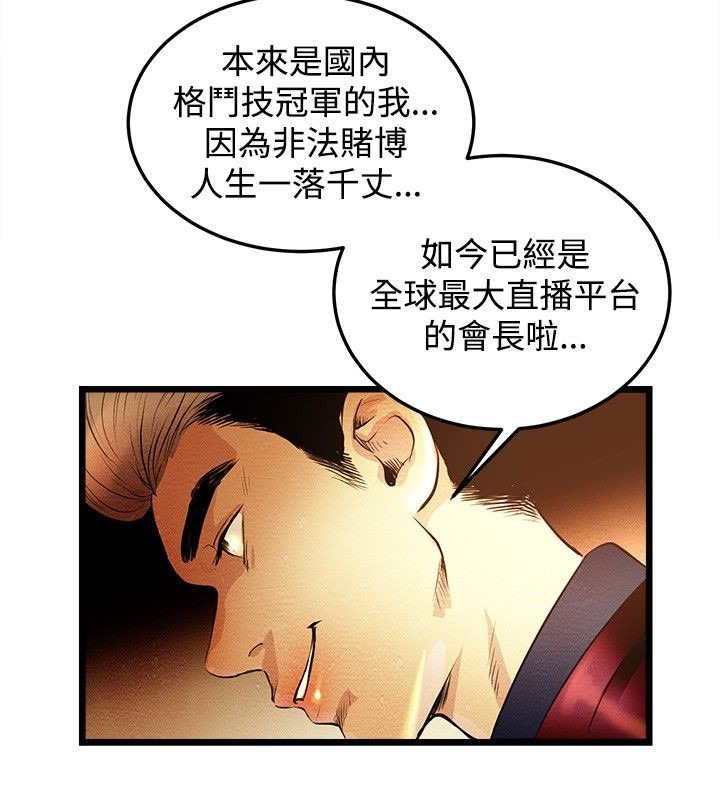 本來是國內
格鬥技冠軍的我…
因為非法賭博
人生一落千丈…
如今已經是
全球最大直播平台
的會長啦…